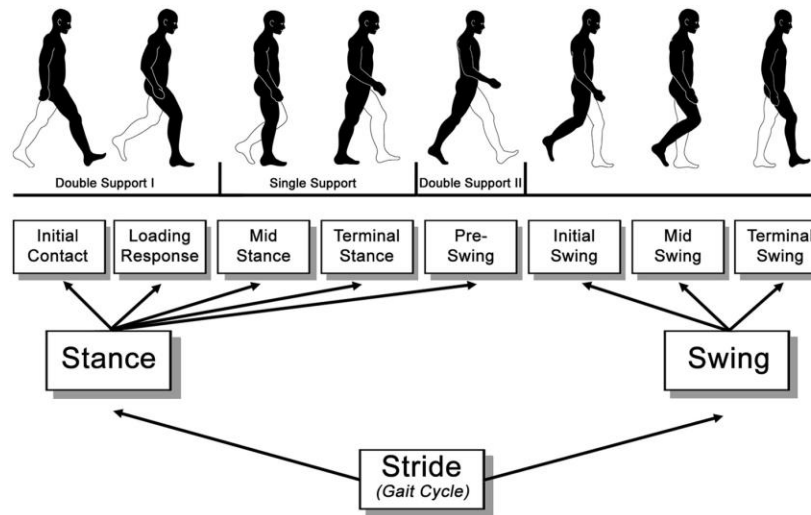 Double Support I
Single Support
Double Support II
Initial
Contact
Loading
Response
Mid
Stance
Terminal
Stance
Pre-
Swing
Initial
Swing
Mid
Swing
Terminal
Swing
Stance
Swing
Stride
(Gait Cycle)